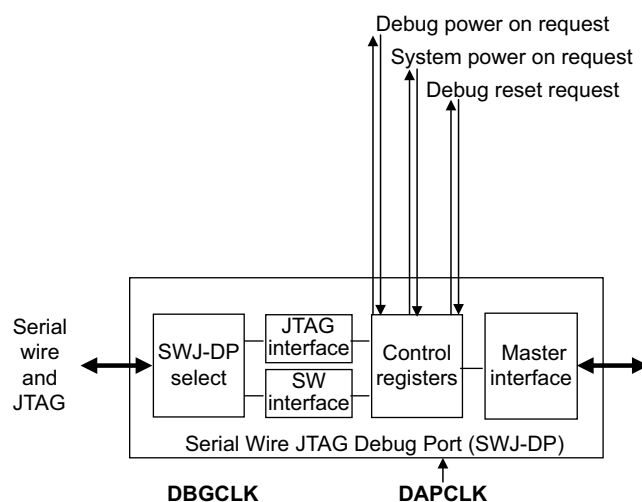 Debug power on request
System power on request
Debug reset request
Serial
wire
and
JTAG
SWJ-DP
select
JTAG
interface
SW
interface
Control
registers
Master
interface
Serial Wire JTAG Debug Port (SWJ-DP)
DBGCLK
DAPCLK